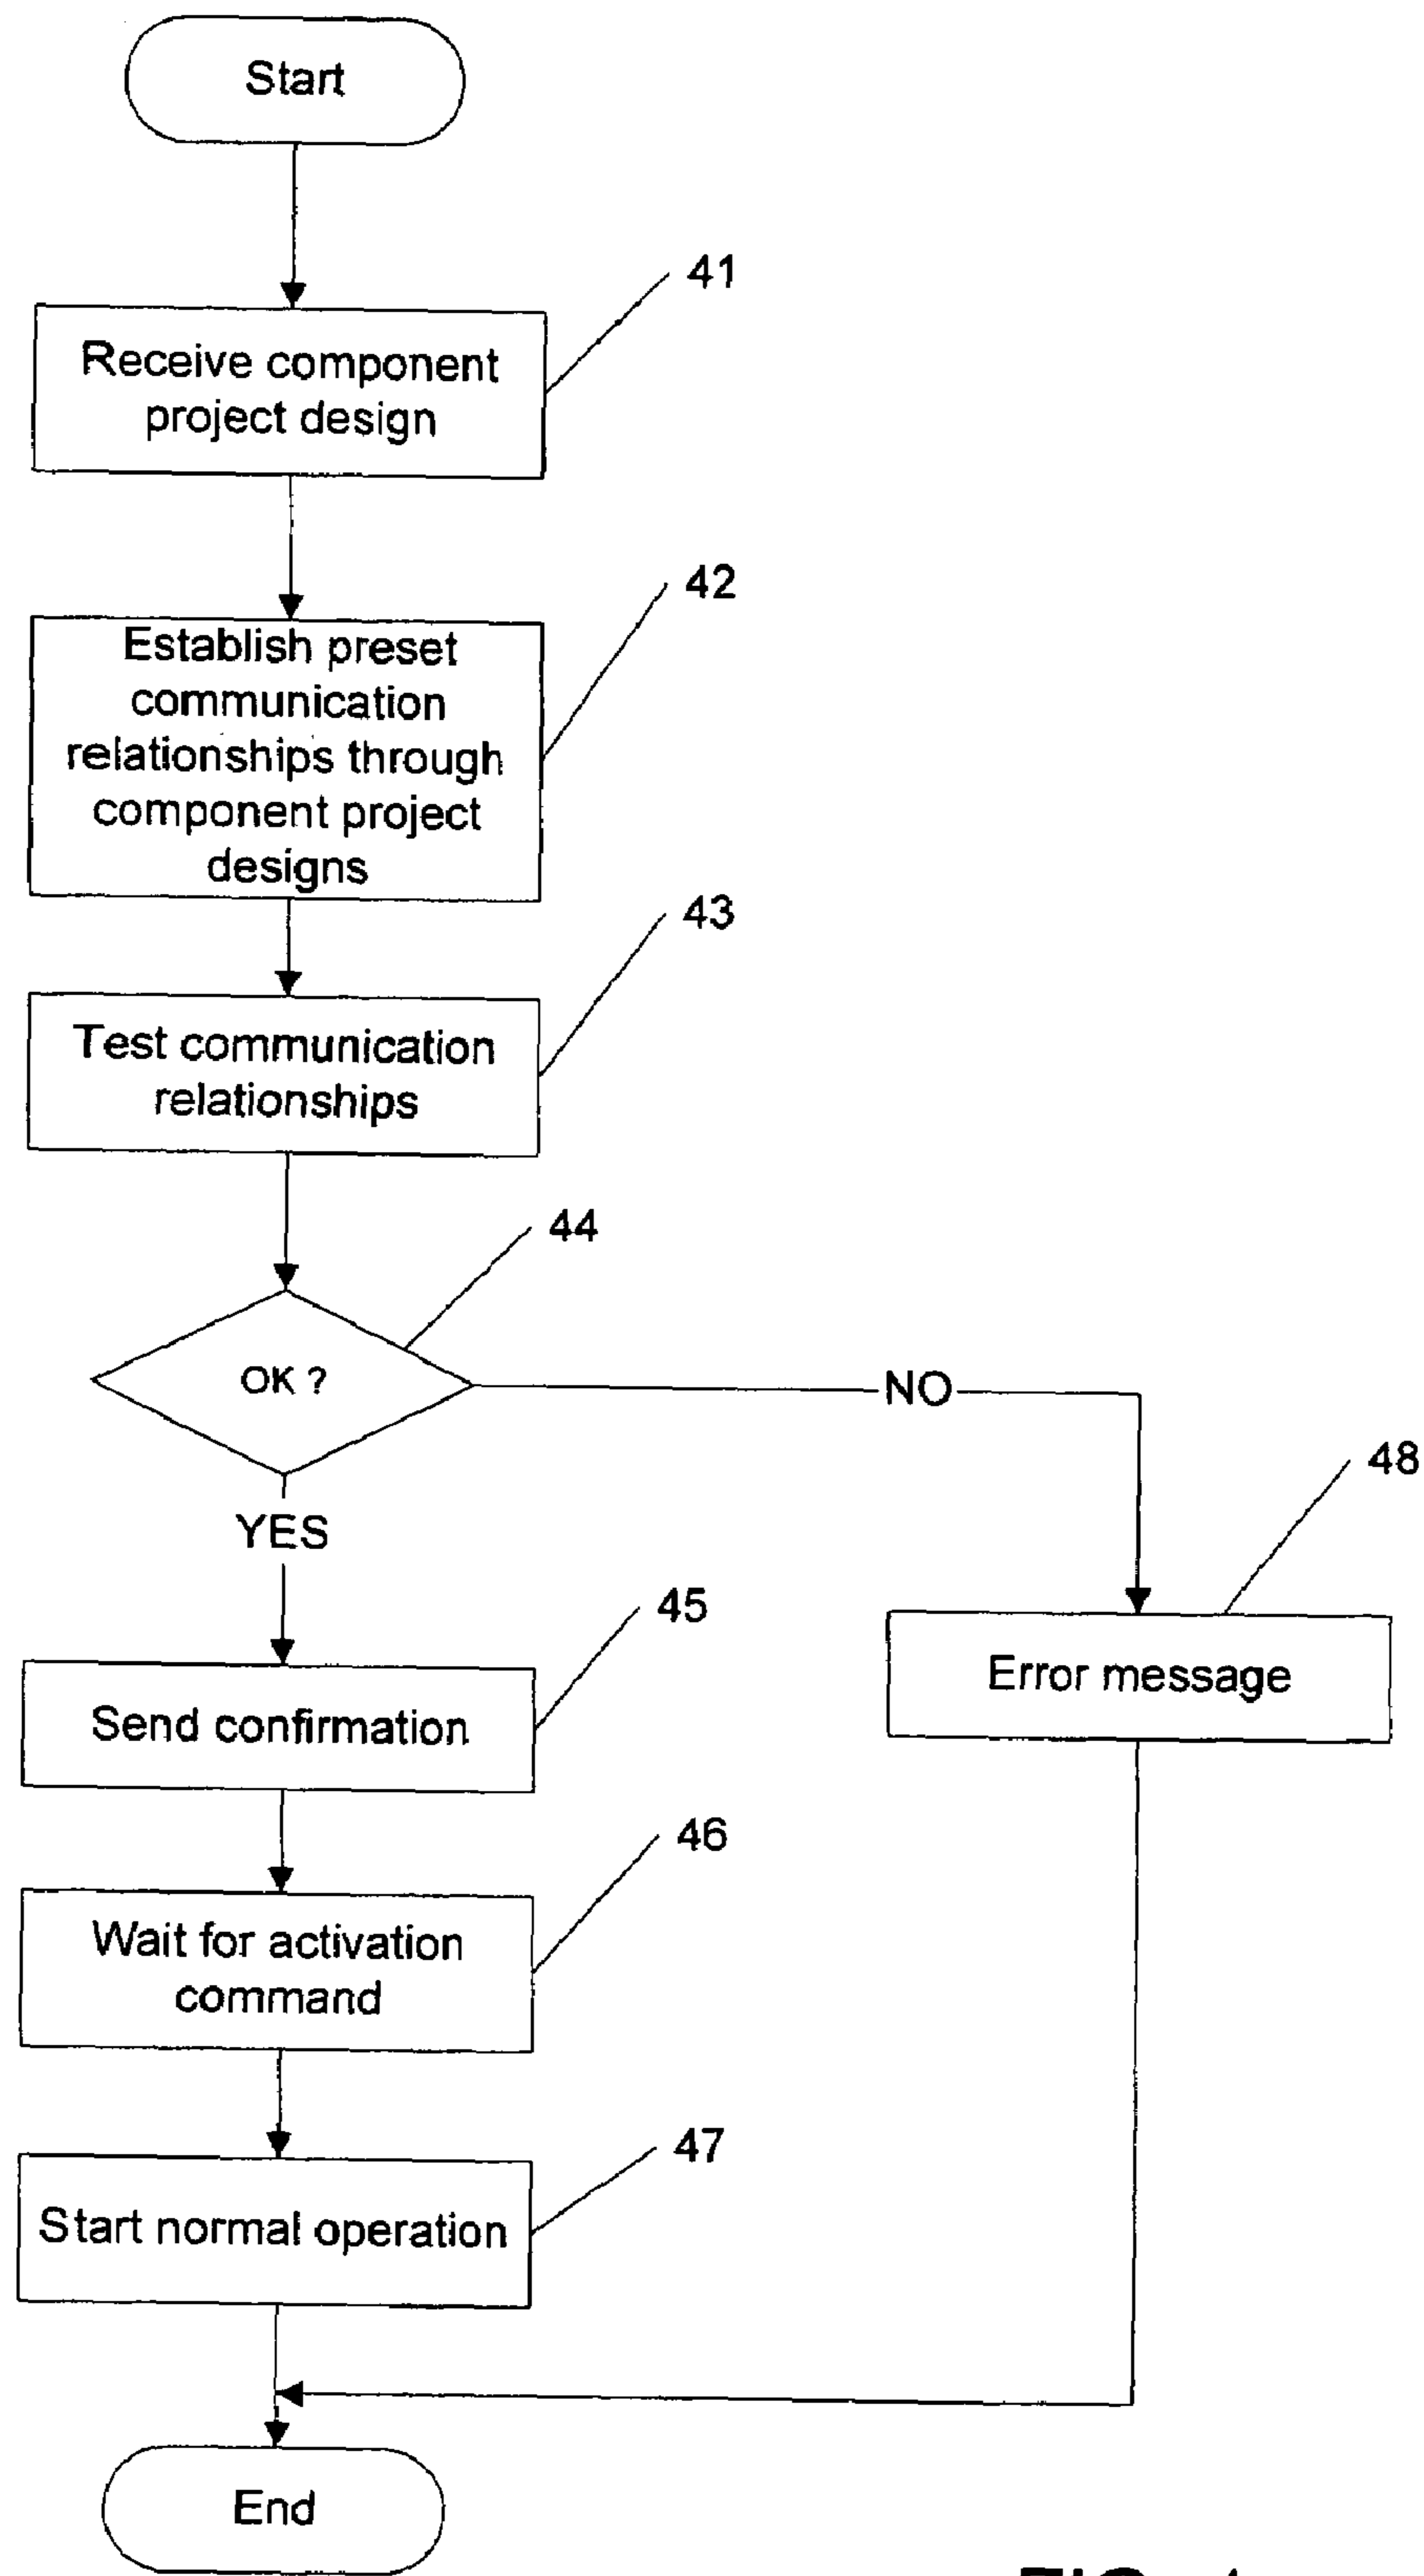 Start
41
Receive component
project design
42
Establish preset
communication
relationships through
component project
designs
43
Test communication
relationships
44
OK ?
NO
YES
48
45
Error message
Send confirmation
46
Wait for activation
command
47
Start normal operation
End